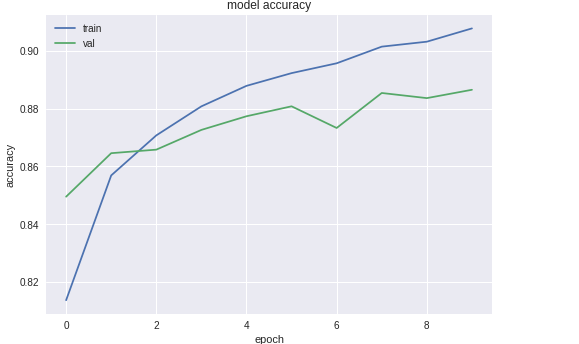 model accuracy
train
val
0.90
0.88
0.86
0.84
0.82
accuracy
0 2 4 6 8
epoch